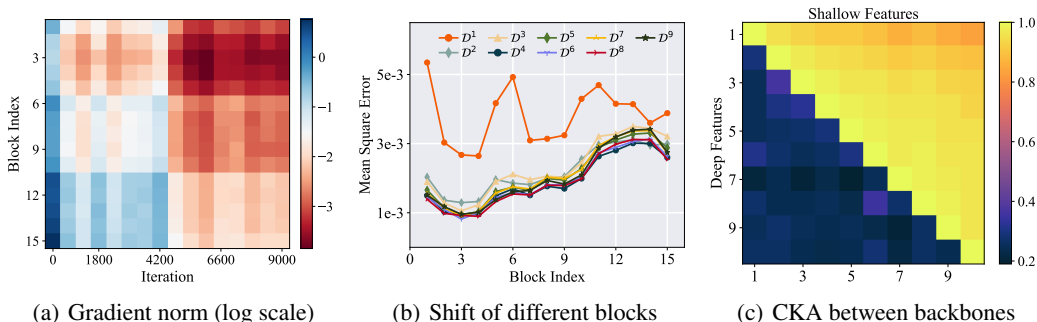 Block Index
3
6
9
12
15
0
1800
4200
6600
9000
Iteration
0
−1
−2
−3
(a) Gradient norm (log scale)
Mean Square Error
5e-3
3e-3
1e-3
D¹ D³ D⁵ D⁷ D⁹
D² D⁴ D⁶ D⁸
0 3 6 9 12 15
Block Index
(b) Shift of different blocks
Shallow Features
Deep Features
1
3
5
7
9
1 3 5 7 9
1.0
0.8
0.6
0.4
0.2
(c) CKA between backbones